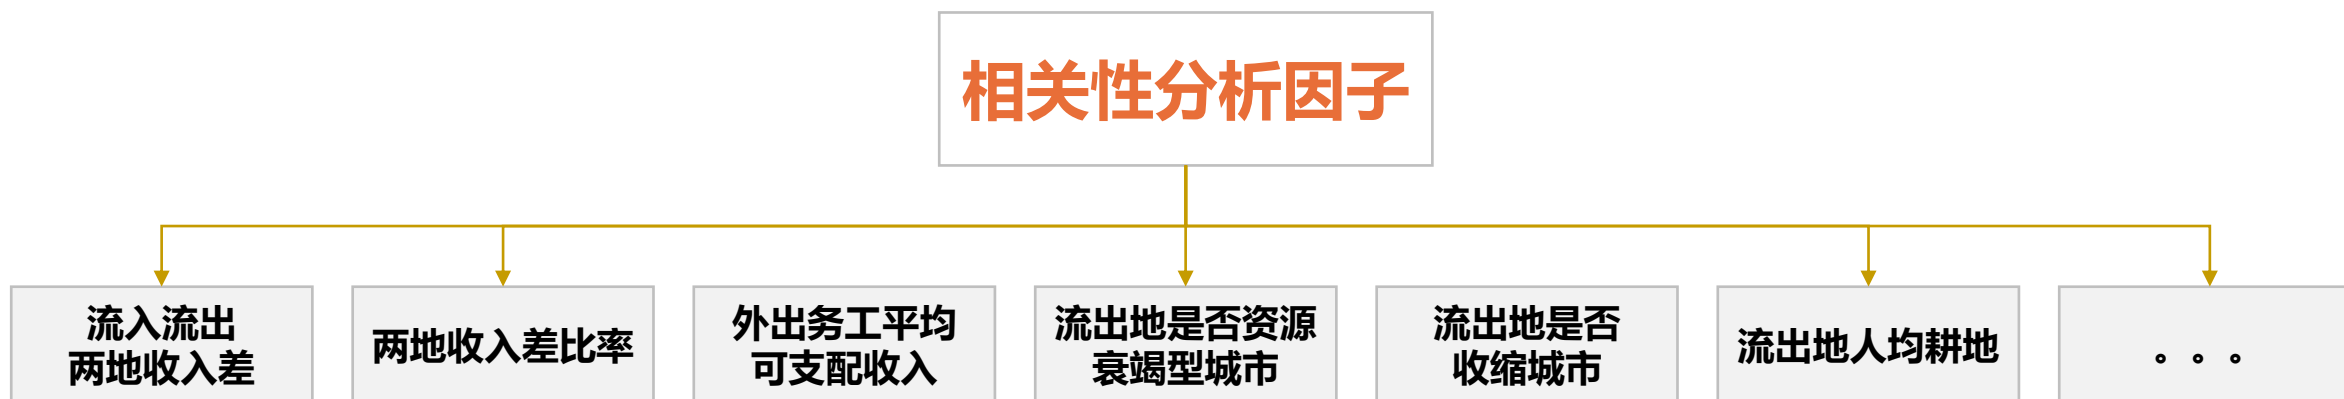 相关性分析因子
流入流出
两地收入差
两地收入差比率
外出务工平均
可支配收入
流出地是否资源
衰竭型城市
流出地是否
收缩城市
流出地人均耕地
。。。